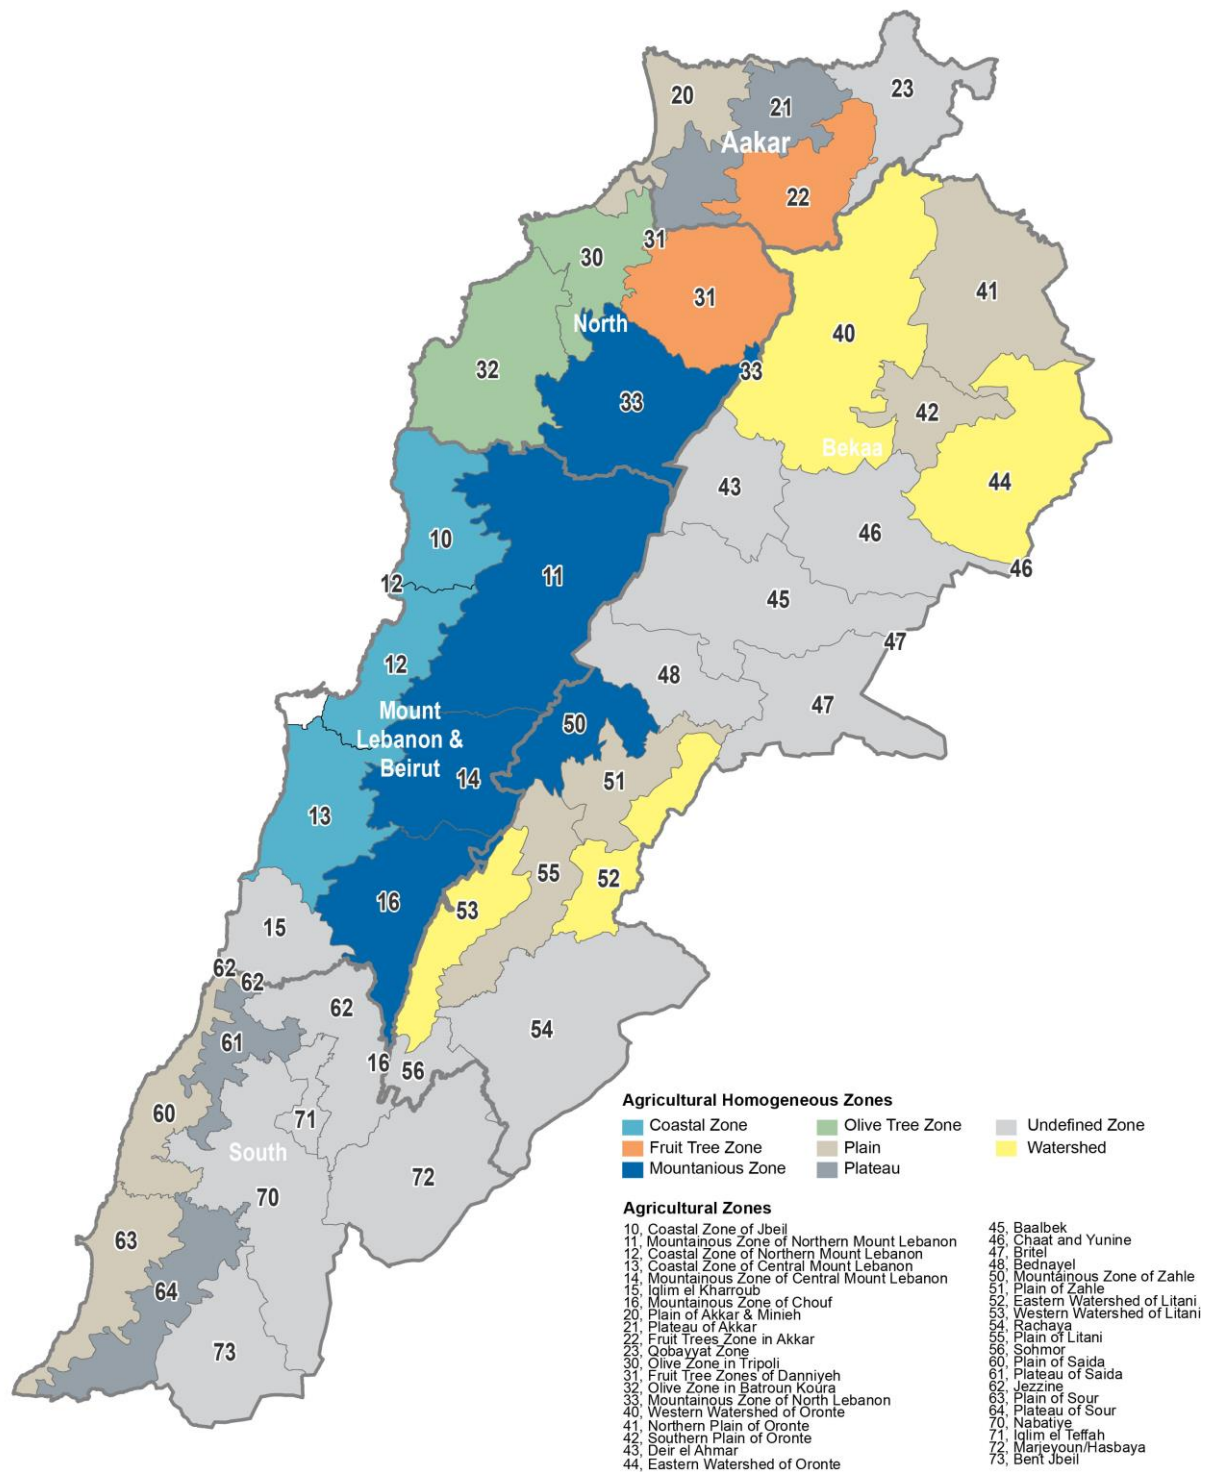 20
21
23
Aakar
22
31
30
31
41
North
40
32
33
33
42
Bekaa
43
44
10
46
11
46
12
45
47
12
48
47
Mount
50
Lebanon &
Beirut
14
51
13
55
52
16
53
15
62
62
62
54
61
16
56
60
71
South
72
70
63
64
73
Agricultural Homogeneous Zones
Coastal Zone
Olive Tree Zone
Undefined Zone
Fruit Tree Zone
Plain
Watershed
Mountanious Zone
Plateau
Agricultural Zones
10, Coastal Zone of Jbeil
11, Mountainous Zone of Northern Mount Lebanon
12, Coastal Zone of Northern Mount Lebanon
13, Coastal Zone of Central Mount Lebanon
14, Mountainous Zone of Central Mount Lebanon
15, Iqlim el Kharroub
16, Mountainous Zone of Chouf
20, Plain of Akkar & Minieh
21, Plateau of Akkar
22, Fruit Trees Zone in Akkar
23, Qobayyat Zone
30, Olive Zone in Tripoli
31, Fruit Tree Zones of Danniyeh
32, Olive Zone in Batroun Koura
33, Mountainous Zone of North Lebanon
40, Western Watershed of Oronte
41, Northern Plain of Oronte
42, Southern Plain of Oronte
43, Deir el Ahmar
44, Eastern Watershed of Oronte
45, Baalbek
46, Chaat and Yunine
47, Britel
48, Bednayel
50, Mountainous Zone of Zahle
51, Plain of Zahle
52, Eastern Watershed of Litani
53, Western Watershed of Litani
54, Rachaya
55, Plain of Litani
56, Sohmor
60, Plain of Saida
61, Plateau of Saida
62, Jezzine
63, Plain of Sour
64, Plateau of Sour
70, Nabatiye
71, Iqlim el Teffah
72, Marjeyoun/Hasbaya
73, Bent Jbeil